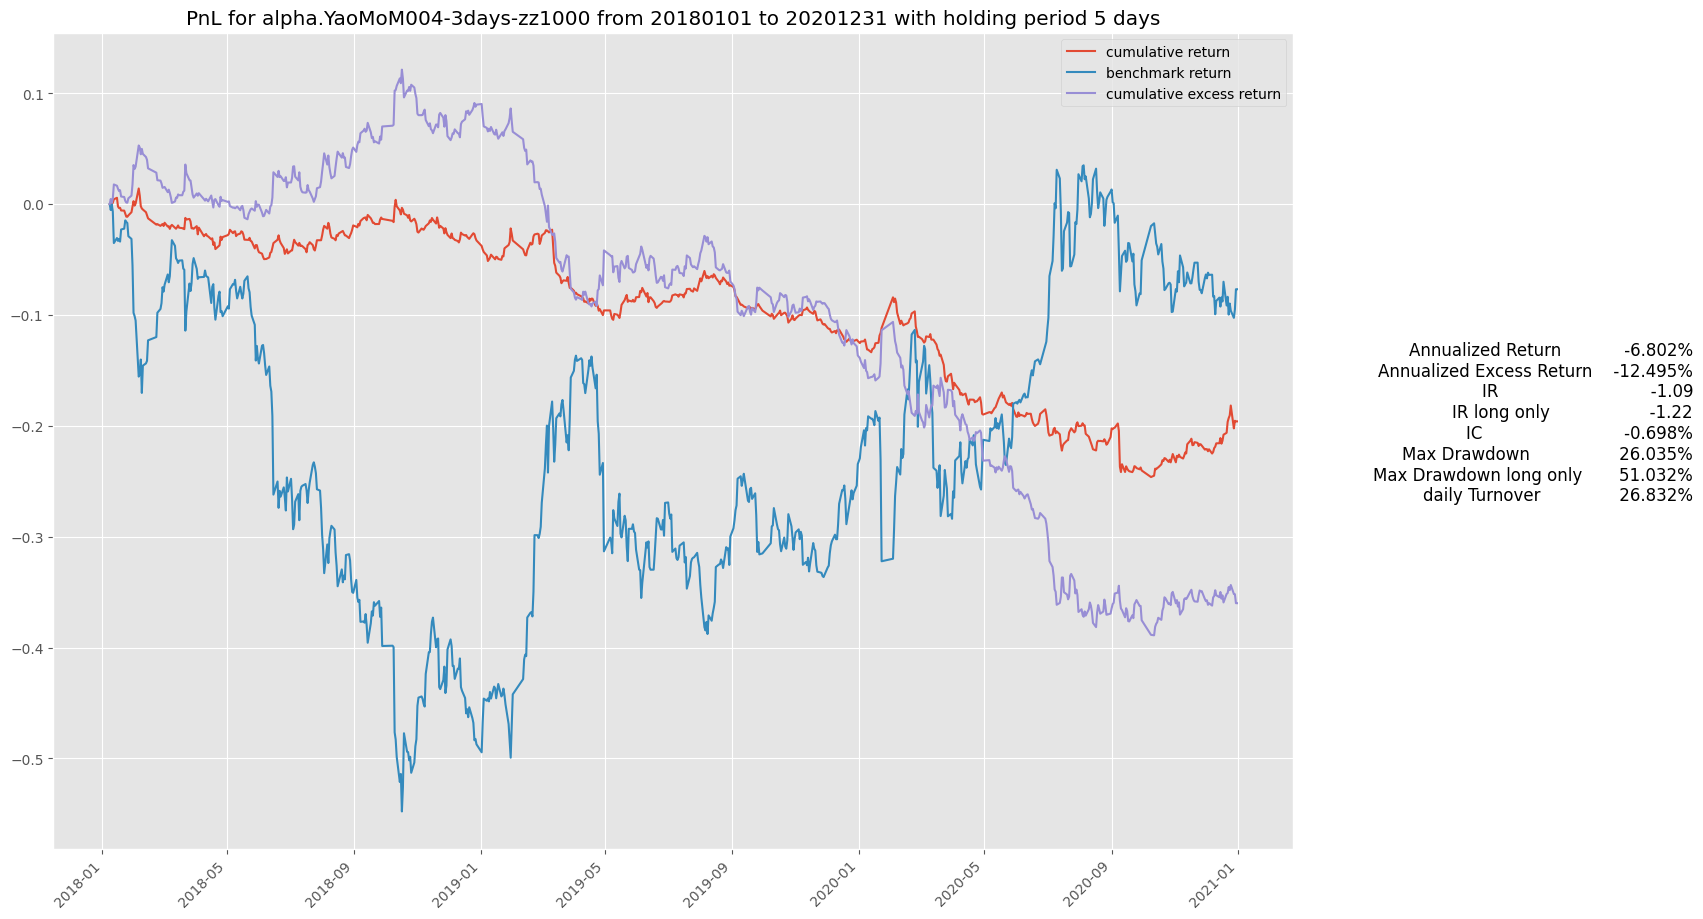 PnL for alpha.YaoMoM004-3days-zz1000 from 20180101 to 20201231 with holding period 5 days
cumulative return
benchmark return
cumulative excess return
0.1
0.0
−0.1
−0.2
−0.3
−0.4
−0.5
2018-01
2018-05
2018-09
2019-01
2019-05
2019-09
2020-01
2020-05
2020-09
2021-01
Annualized Return -6.802%
Annualized Excess Return -12.495%
IR -1.09
IR long only -1.22
IC -0.698%
Max Drawdown 26.035%
Max Drawdown long only 51.032%
daily Turnover 26.832%